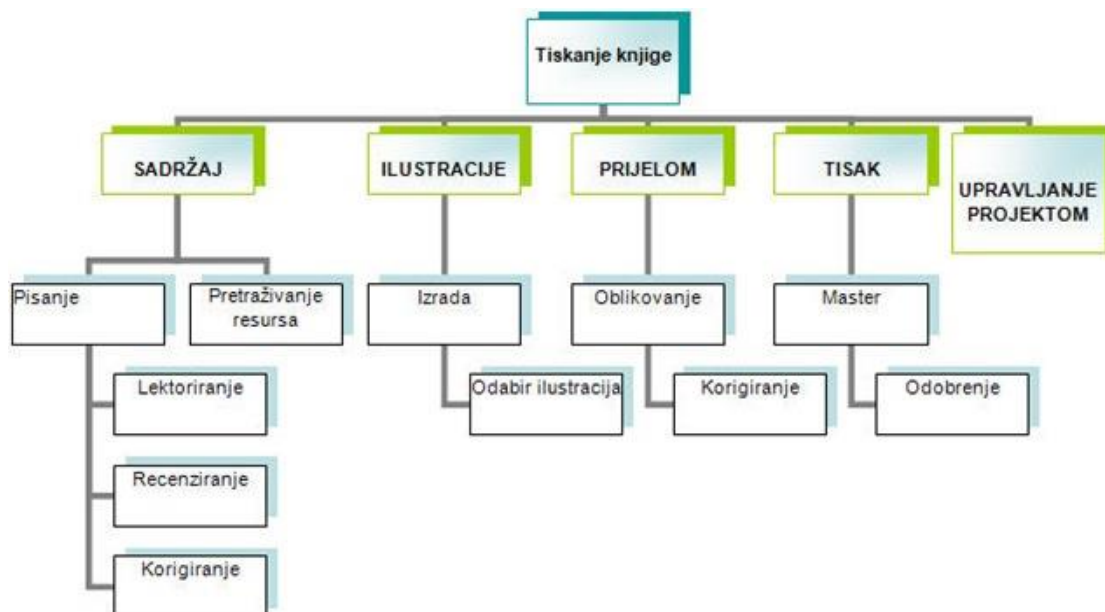 Tiskanje knjige
SADRŽAJ
ILUSTRACIJE
PRIJELOM
TISAK
UPRAVLJANJE
PROJEKTOM
Pisanje
Pretraživanje
resursa
Izrada
Oblikovanje
Master
Lektoriranje
Odabir ilustracija
Korigiranje
Odobrenje
Recenziranje
Korigiranje